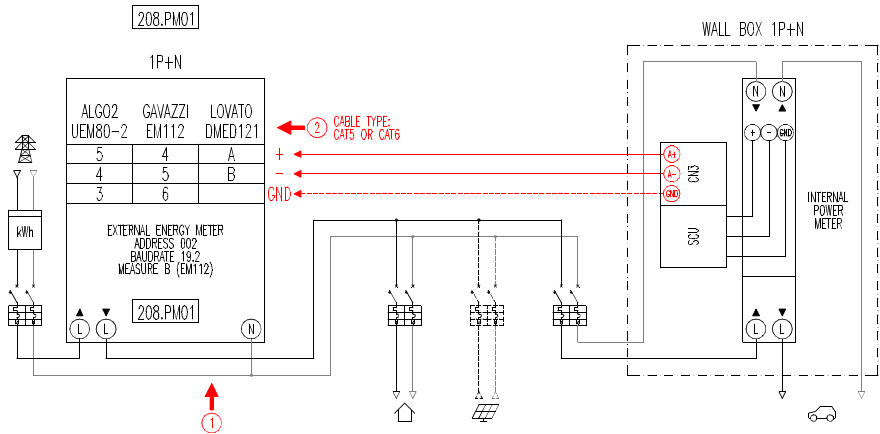 208.PM01
WALL BOX 1P+N
1P+N
ALGO2 GAVAZZI LOVATO
UEM80-2 EM112 DMED121
5 4 A +
4 5 B -
3 6 GND
2 CABLE TYPE:
CAT5 OR CAT6
N N
+ - GND
A+
A-
GND
CN3
SCU
INTERNAL
POWER
METER
kWh
EXTERNAL ENERGY METER
ADDRESS 002
BAUDRATE 19.2
MEASURE B (EM112)
208.PM01
L L N
L L
1